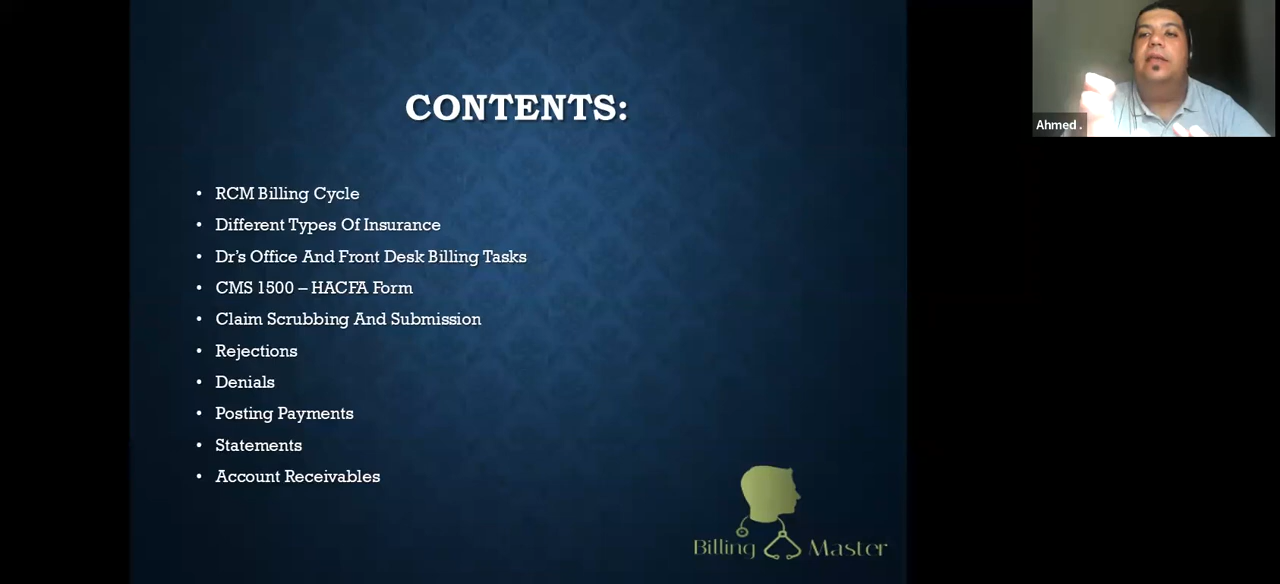 CONTENTS:
• RCM Billing Cycle
• Different Types Of Insurance
• Dr's Office And Front Desk Billing Tasks
• CMS 1500 – HACFA Form
• Claim Scrubbing And Submission
• Rejections
• Denials
• Posting Payments
• Statements
• Account Receivables
Billing Master
Ahmed .